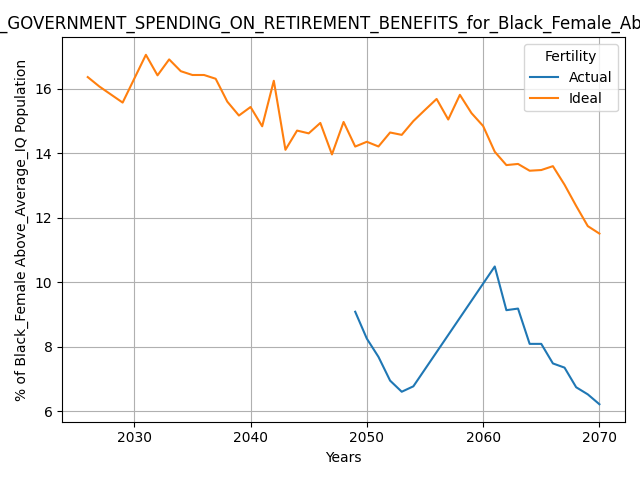 _GOVERNMENT_SPENDING_ON_RETIREMENT_BENEFITS_for_Black_Female_Ab
Fertility
Actual
Ideal
% of Black_Female Above_Average_IQ Population
16
14
12
10
8
6
2030 2040 2050 2060 2070
Years